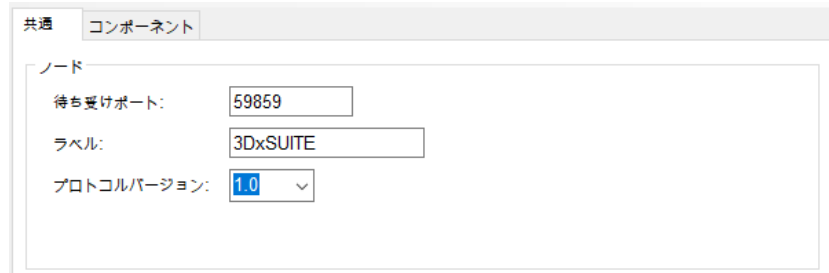 共通 コンポーネント
ノード
待ち受けポート: 59859
ラベル: 3DxSUITE
プロトコルバージョン: 1.0